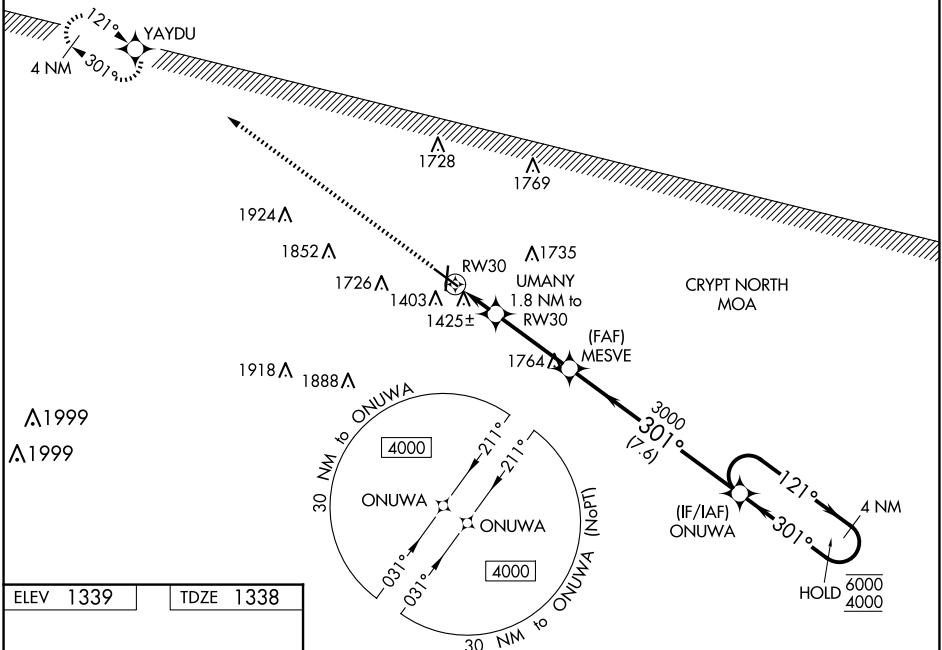 121°
YAYDU
4 NM
301°
1728
1769
1924
1852
1735
RW30
1726
UMANY
1.8 NM to
RW30
1403
1425±
CRYPT NORTH
MOA
(FAF)
MESVE
1764
1918
1888
1999
1999
3000
301°
(7.6)
30 NM to ONUWA
4000
211°
211°
ONUWA
ONUWA
031°
031°
4000
30 NM to ONUWA (NoPT)
121°
4 NM
(IF/IAF)
ONUWA
301°
HOLD
6000
4000
ELEV 1339
TDZE 1338